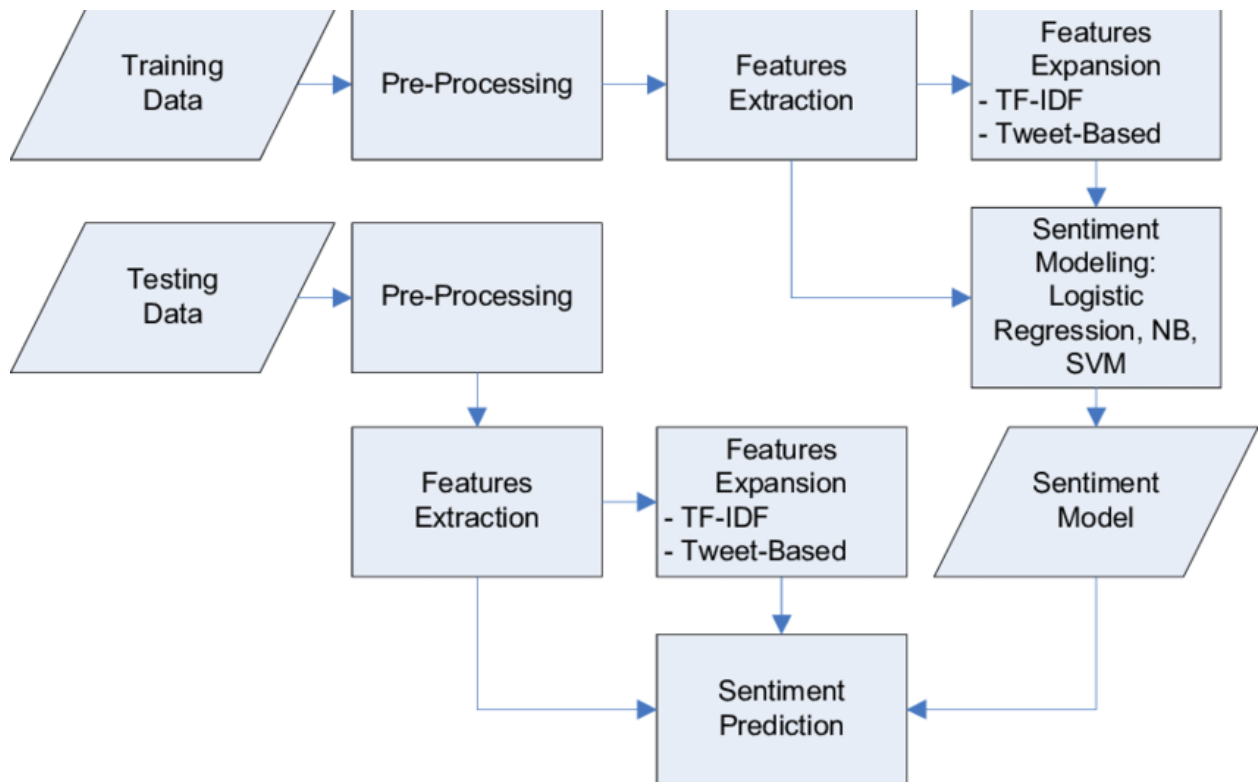 Training
Data
Pre-Processing
Features
Extraction
Features
Expansion
- TF-IDF
- Tweet-Based
Testing
Data
Pre-Processing
Sentiment
Modeling:
Logistic
Regression, NB,
SVM
Features
Extraction
Features
Expansion
- TF-IDF
- Tweet-Based
Sentiment
Model
Sentiment
Prediction